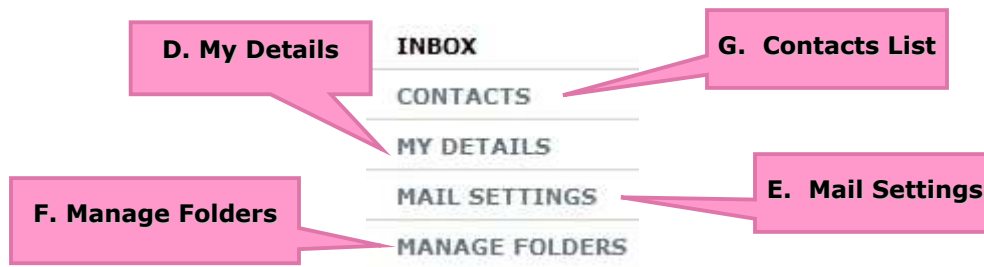 D. My Details
INBOX
G. Contacts List
CONTACTS
MY DETAILS
MAIL SETTINGS
E. Mail Settings
F. Manage Folders
MANAGE FOLDERS